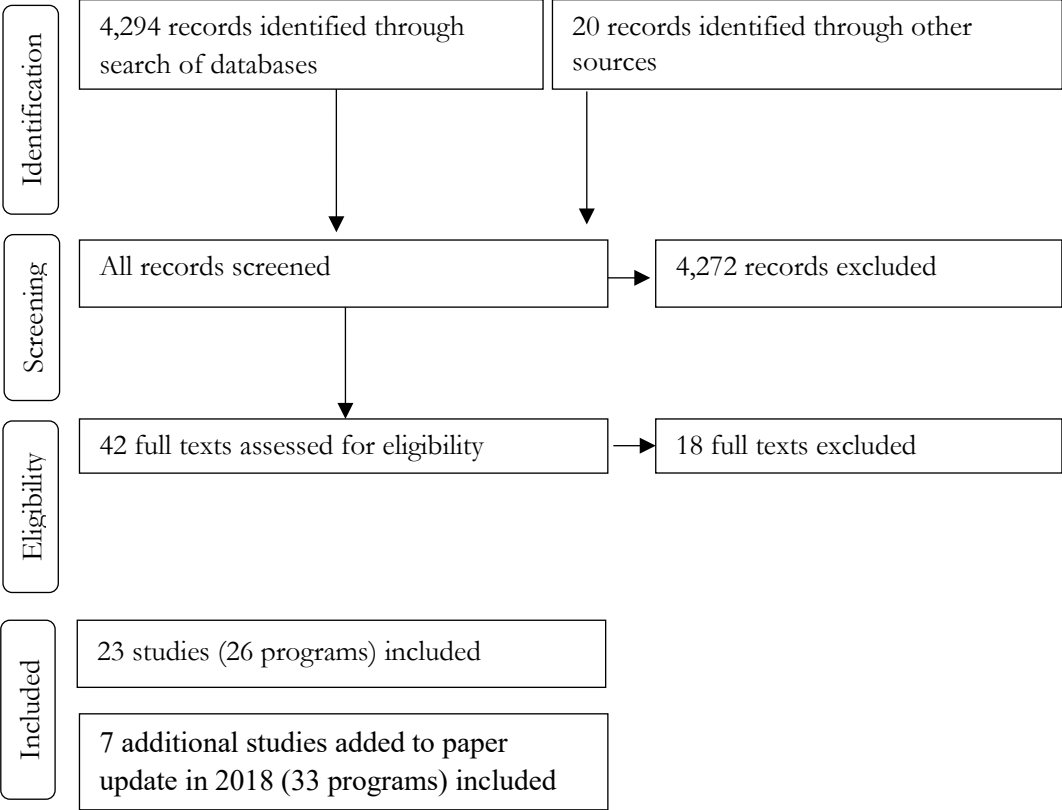 Identification
4,294 records identified through
search of databases
20 records identified through other
sources
Screening
All records screened
4,272 records excluded
Eligibility
42 full texts assessed for eligibility
18 full texts excluded
Included
23 studies (26 programs) included
7 additional studies added to paper
update in 2018 (33 programs) included